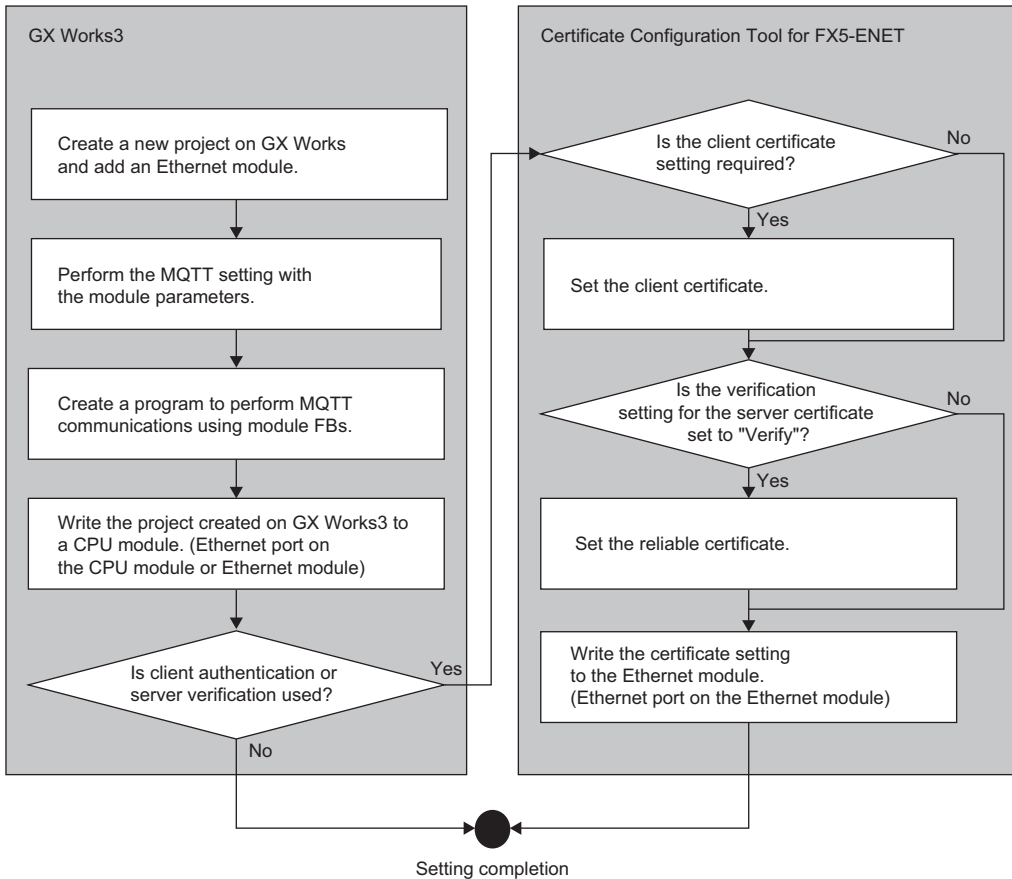 GX Works3
Create a new project on GX Works
and add an Ethernet module.
Perform the MQTT setting with
the module parameters.
Create a program to perform MQTT
communications using module FBs.
Write the project created on GX Works3 to
a CPU module. (Ethernet port on
the CPU module or Ethernet module)
Is client authentication or
server verification used?
Yes
No
Certificate Configuration Tool for FX5-ENET
Is the client certificate
setting required?
No
Yes
Set the client certificate.
Is the verification
setting for the server certificate
set to "Verify"?
No
Yes
Set the reliable certificate.
Write the certificate setting
to the Ethernet module.
(Ethernet port on the Ethernet module)
Setting completion